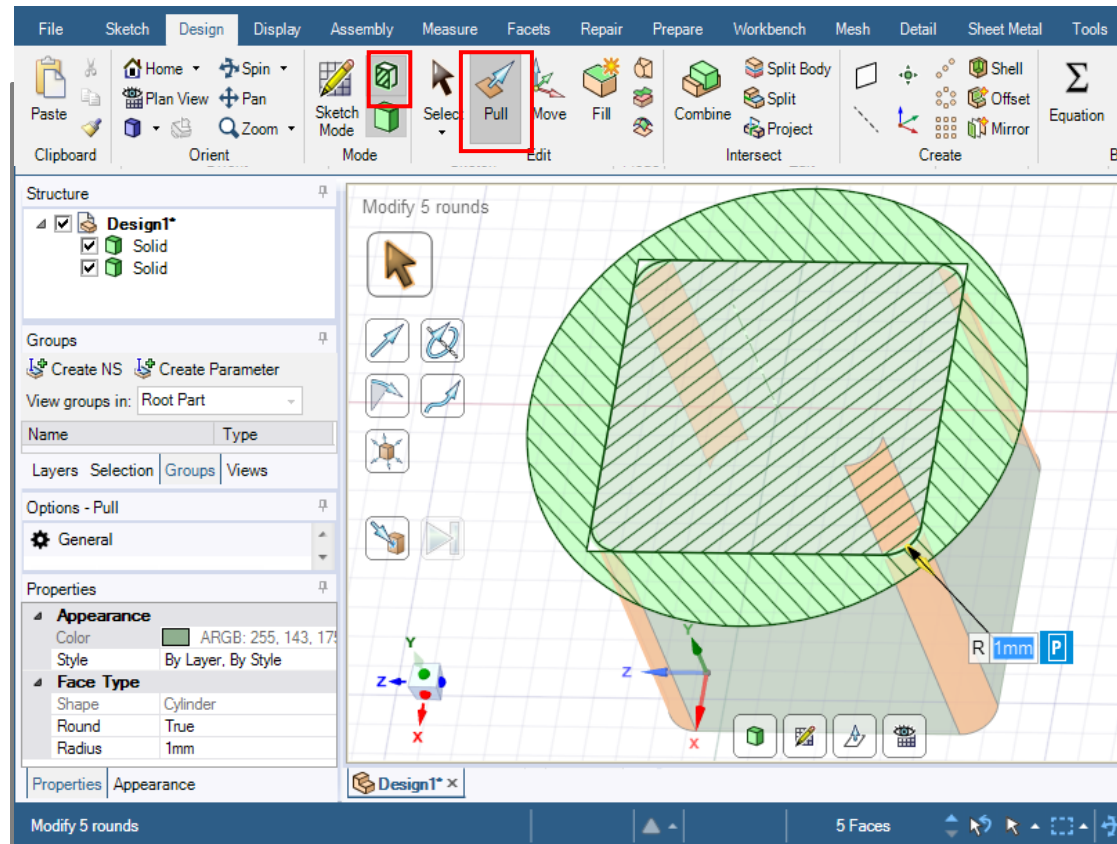 File Sketch Design Display Assembly Measure Facets Repair Prepare Workbench Mesh Detail Sheet Metal Tools
Home Spin Split Body Shell
Plan View Pan Split Offset
Paste Zoom Sketch Mode Select Pull Move Fill Combine Project Mirror Equation
Clipboard Orient Mode Edit Intersect Create B
Structure
Design1*
Solid
Solid
Groups
Create NS Create Parameter
View groups in: Root Part
Name Type
Layers Selection Groups Views
Options - Pull
General
Properties
Appearance
Color ARGB: 255, 143, 175
Style By Layer, By Style
Face Type
Shape Cylinder
Round True
Radius 1mm
Properties Appearance
Modify 5 rounds
R 1mm P
Y
Z
X
Y
Z
X
Design1*
Modify 5 rounds 5 Faces